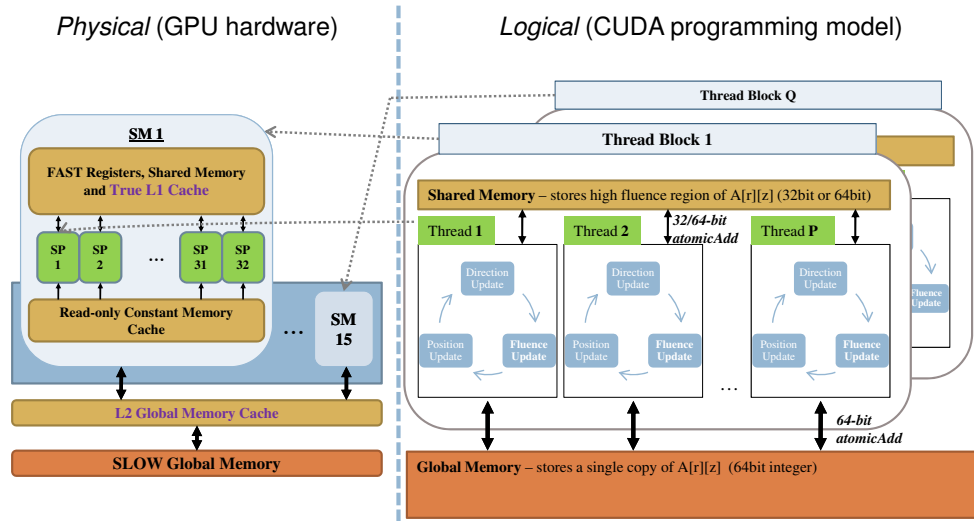 Physical (GPU hardware)
Logical (CUDA programming model)
SM 1
FAST Registers, Shared Memory
and True L1 Cache
SP
1
SP
2
...
SP
31
SP
32
Read-only Constant Memory
Cache
...
SM
15
L2 Global Memory Cache
SLOW Global Memory
Thread Block Q
Thread Block 1
Shared Memory – stores high fluence region of A[r][z] (32bit or 64bit)
32/64-bit
atomicAdd
Thread 1
Direction
Update
Position
Update
Fluence
Update
Thread 2
Direction
Update
Position
Update
Fluence
Update
...
Thread P
Direction
Update
Position
Update
Fluence
Update
Fluence
Update
64-bit
atomicAdd
Global Memory – stores a single copy of A[r][z] (64bit integer)